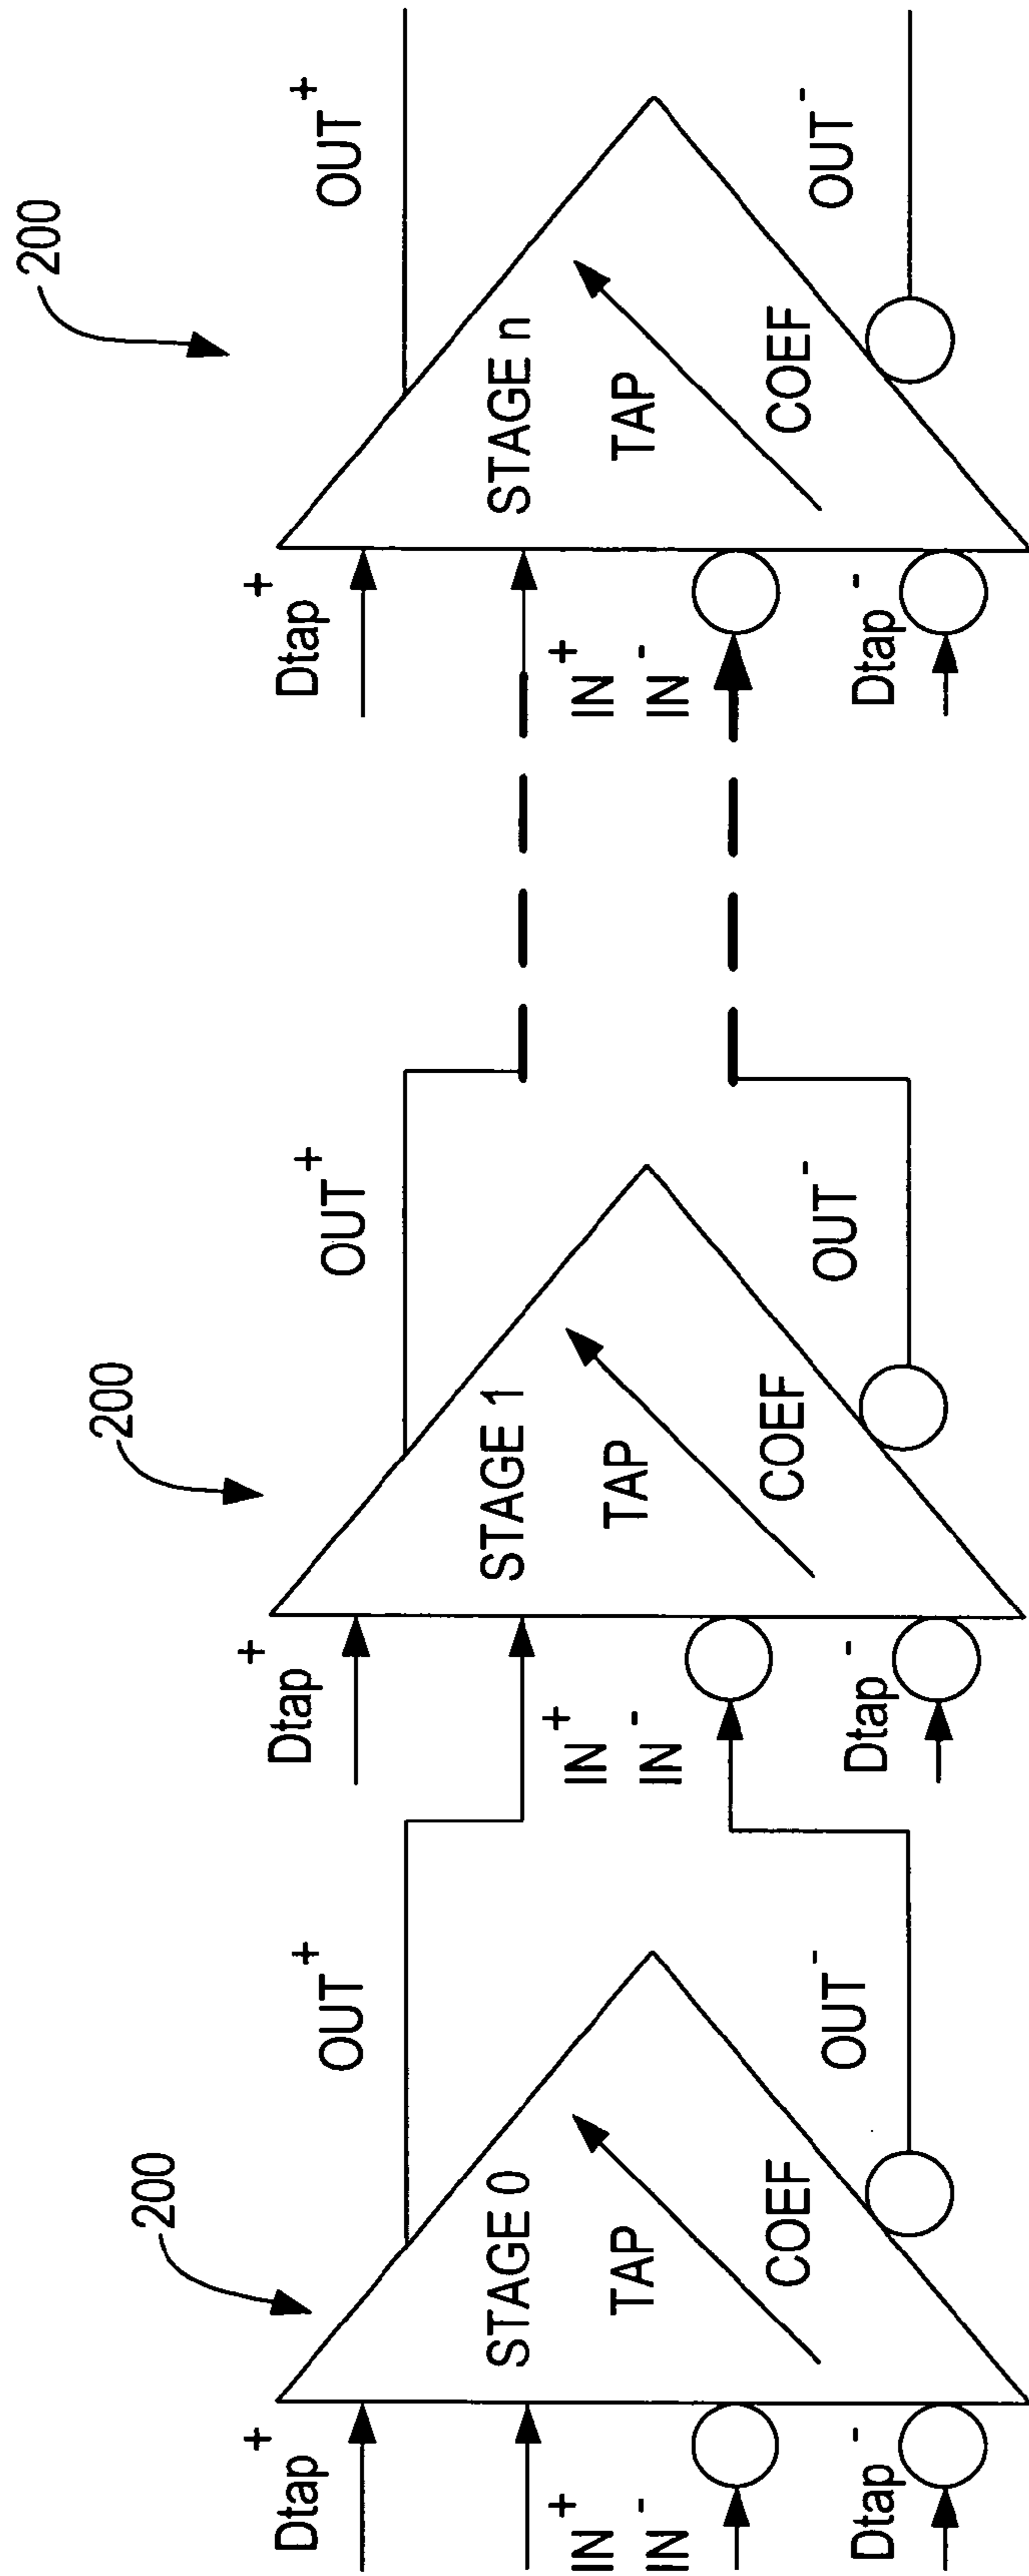 200
Dtap+
IN+
IN-
Dtap-
STAGE 0
TAP
COEF
OUT+
OUT-
200
Dtap+
IN+
IN-
Dtap-
STAGE 1
TAP
COEF
OUT+
OUT-
200
Dtap+
IN+
IN-
Dtap-
STAGE n
TAP
COEF
OUT+
OUT-